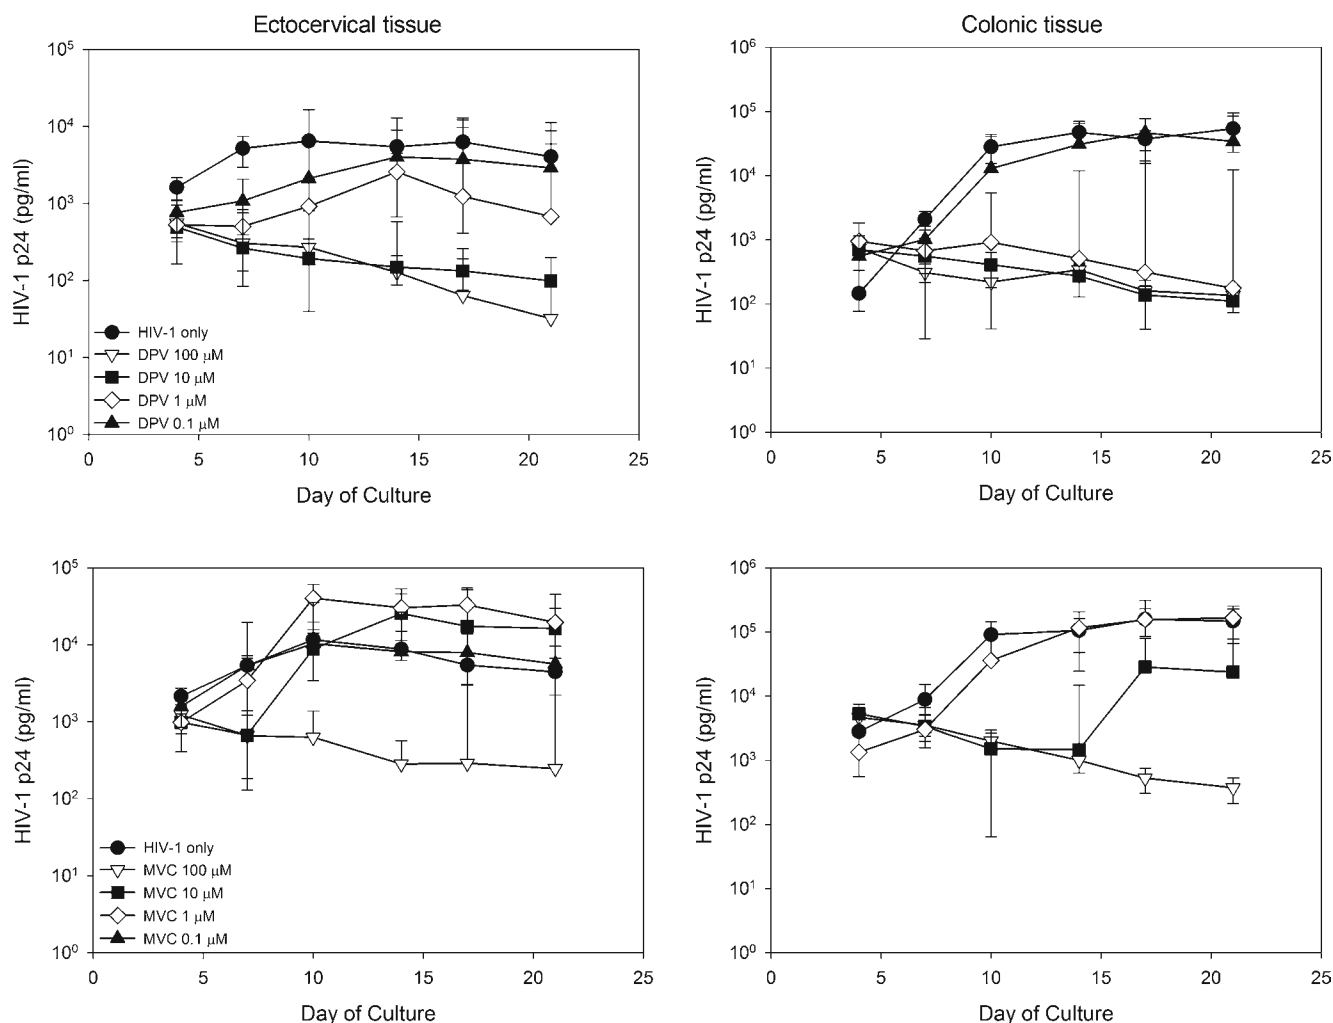 Ectocervical tissue
10⁵
10⁴
10³
10²
10¹
10⁰
HIV-1 p24 (pg/ml)
HIV-1 only
DPV 100 μM
DPV 10 μM
DPV 1 μM
DPV 0.1 μM
0 5 10 15 20 25
Day of Culture
Colonic tissue
10⁶
10⁵
10⁴
10³
10²
10¹
10⁰
HIV-1 p24 (pg/ml)
0 5 10 15 20 25
Day of Culture
10⁵
10⁴
10³
10²
10¹
10⁰
HIV-1 p24 (pg/ml)
HIV-1 only
MVC 100 μM
MVC 10 μM
MVC 1 μM
MVC 0.1 μM
0 5 10 15 20 25
Day of Culture
10⁶
10⁵
10⁴
10³
10²
10¹
10⁰
HIV-1 p24 (pg/ml)
0 5 10 15 20 25
Day of Culture